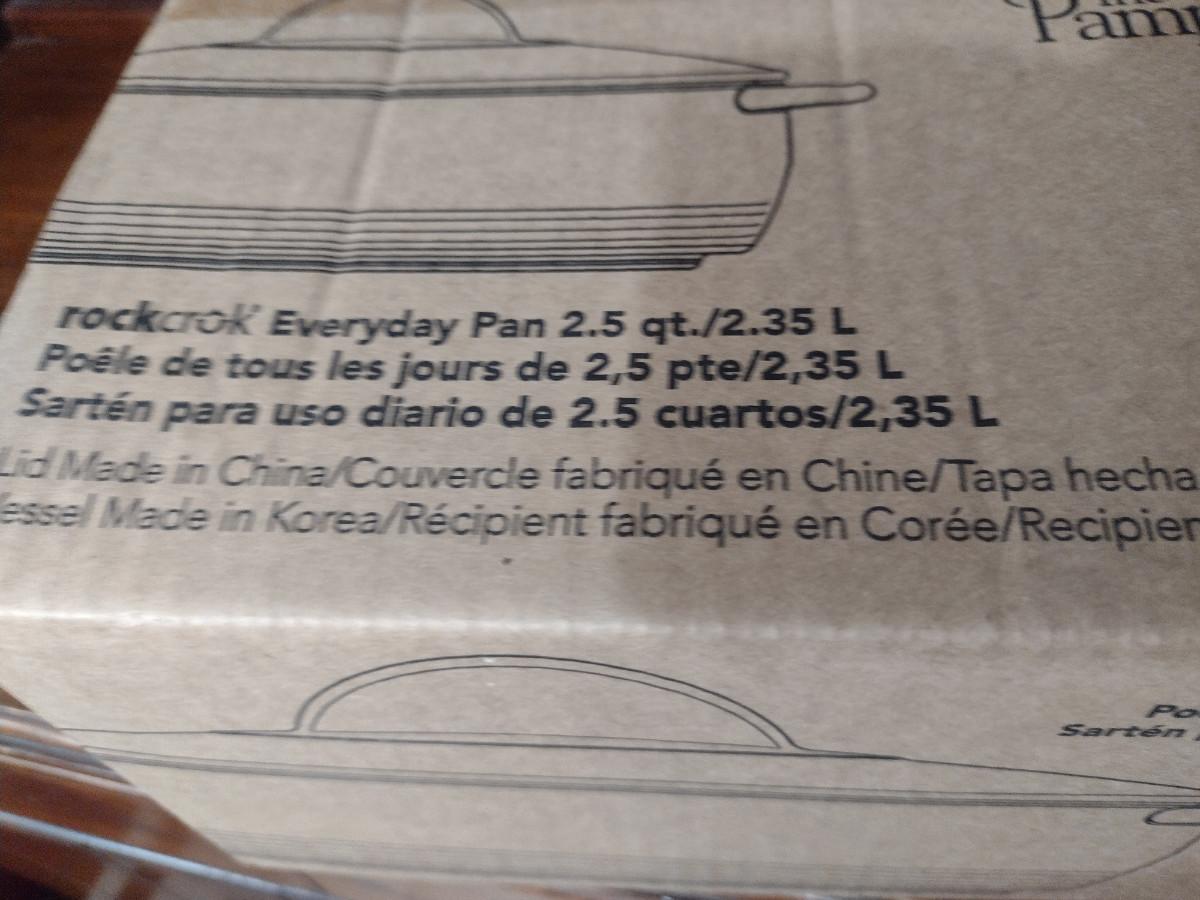 Pam
rockcrok® Everyday Pan 2.5 qt./2.35 L
Poêle de tous les jours de 2,5 pte/2,35 L
Sartén para uso diario de 2.5 cuartos/2,35 L
Lid Made in China/Couvercle fabriqué en Chine/Tapa hecha
essel Made in Korea/Récipient fabriqué en Corée/Recipien
Po
Sartén